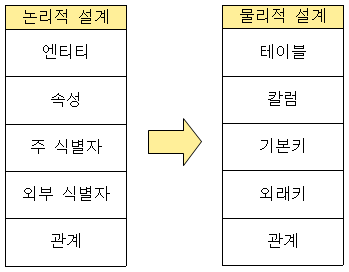 논리적 설계
엔티티
속성
주 식별자
외부 식별자
관계
물리적 설계
테이블
칼럼
기본키
외래키
관계